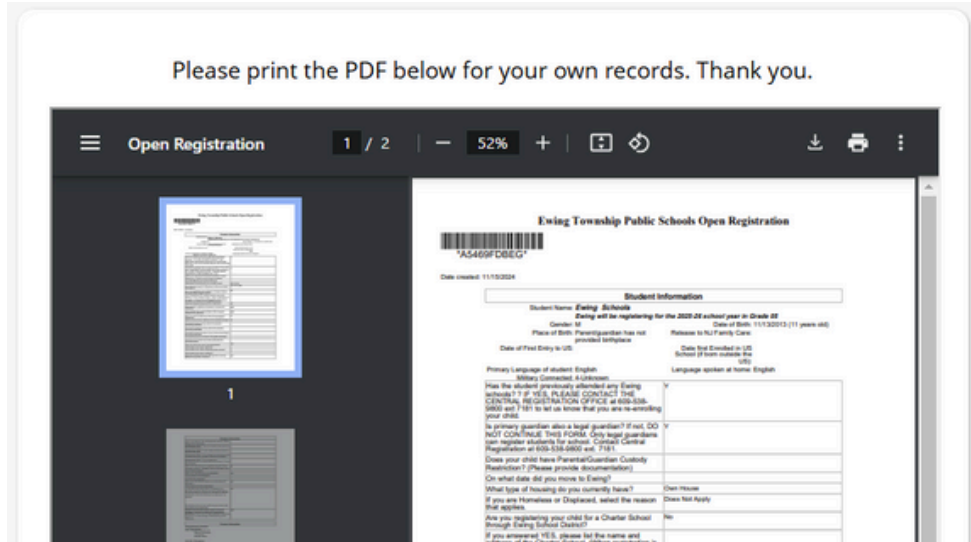 Please print the PDF below for your own records. Thank you.
Open Registration
1 / 2
52%
Ewing Township Public Schools Open Registration
*A5469FDBEG*
Date created: 11/15/2024
Student Information
Student Name: Ewing Schools
Ewing will be registering for the 2025-26 school year in Grade 05
Gender: M Date of Birth: 11/13/2013 (11 years old)
Place of Birth: Parent/guardian has not provided birthplace Release to NJ Family Care:
Date of First Entry to US: Date first Enrolled in US School (if born outside the US):
Primary Language of student: English Language spoken at home: English
Military Connected: 4-Unknown
Has the student previously attended any Ewing Y
schools? ? IF YES, PLEASE CONTACT THE
CENTRAL REGISTRATION OFFICE at 609-538-
9800 ext 7181 to let us know that you are re-enrolling
your child.
Is primary guardian also a legal guardian? If not, DO Y
NOT CONTINUE THIS FORM. Only legal guardians
can register students for school. Contact Central
Registration at 609-538-9800 ext. 7181.
Does your child have Parental/Guardian Custody
Restriction? (Please provide documentation)
On what date did you move to Ewing?
What type of housing do you currently have? Own House
If you are Homeless or Displaced, select the reason Does Not Apply
that applies.
Are you registering your child for a Charter School No
through Ewing School District?
If you answered YES, please list the name and
1